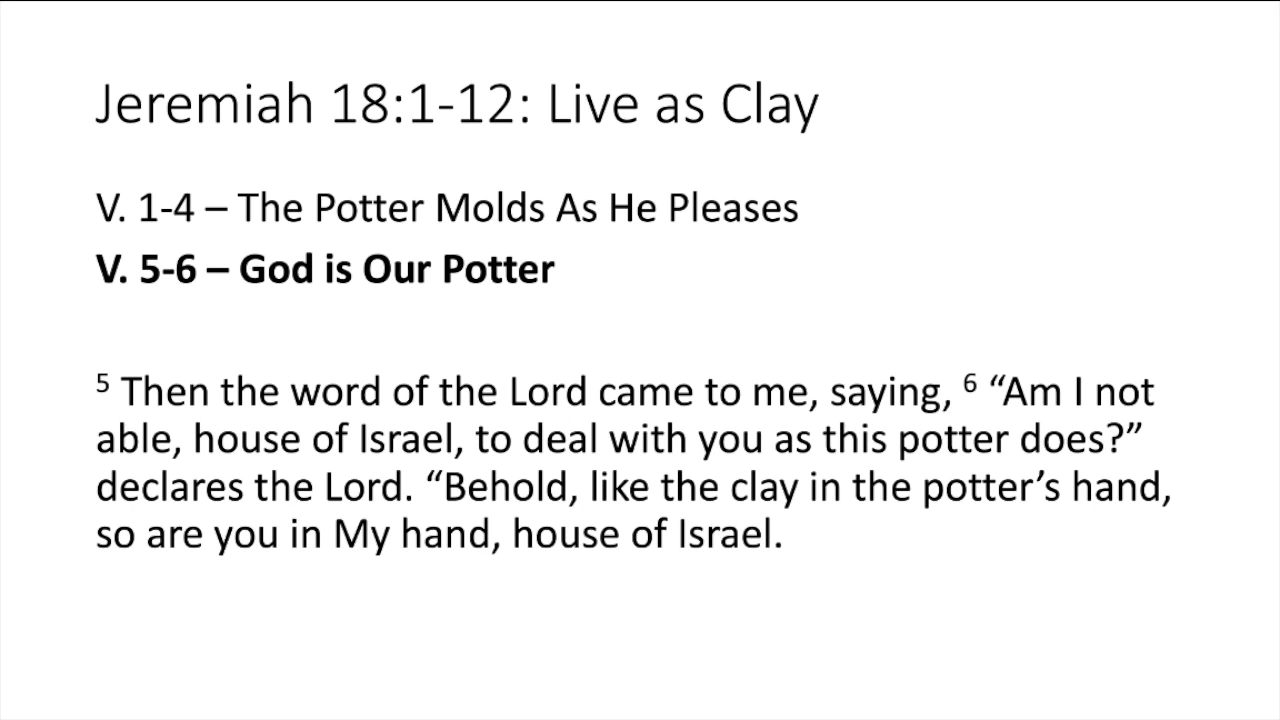 Jeremiah 18:1-12: Live as Clay
V. 1-4 – The Potter Molds As He Pleases
V. 5-6 – God is Our Potter
⁵ Then the word of the Lord came to me, saying, ⁶ “Am I not
able, house of Israel, to deal with you as this potter does?”
declares the Lord. “Behold, like the clay in the potter’s hand,
so are you in My hand, house of Israel.